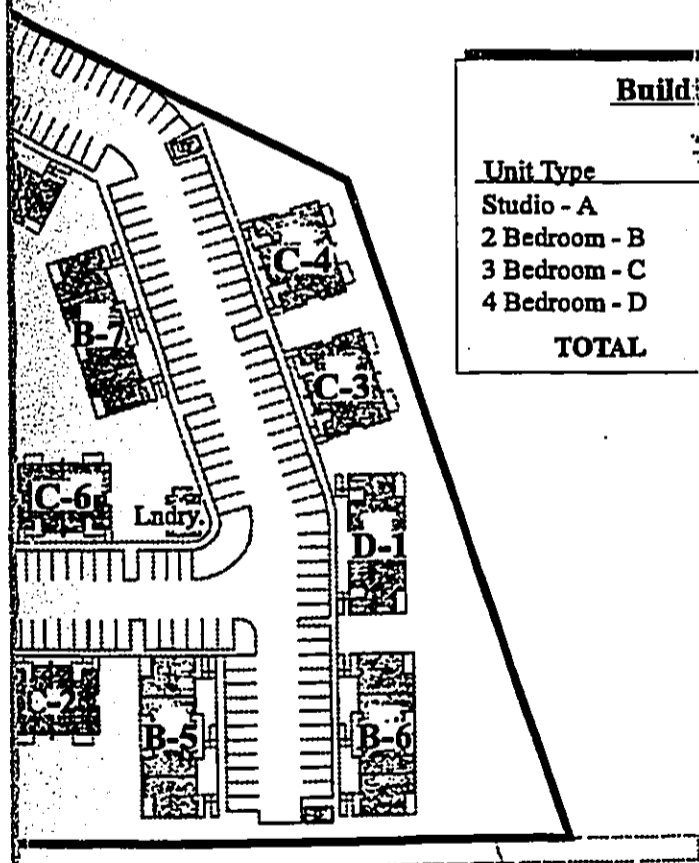 Build
Unit Type
Studio - A
2 Bedroom - B
3 Bedroom - C
4 Bedroom - D
TOTAL
C-4
B-7
C-3
C-6
Lndry.
D-1
C-2
B-5
B-6